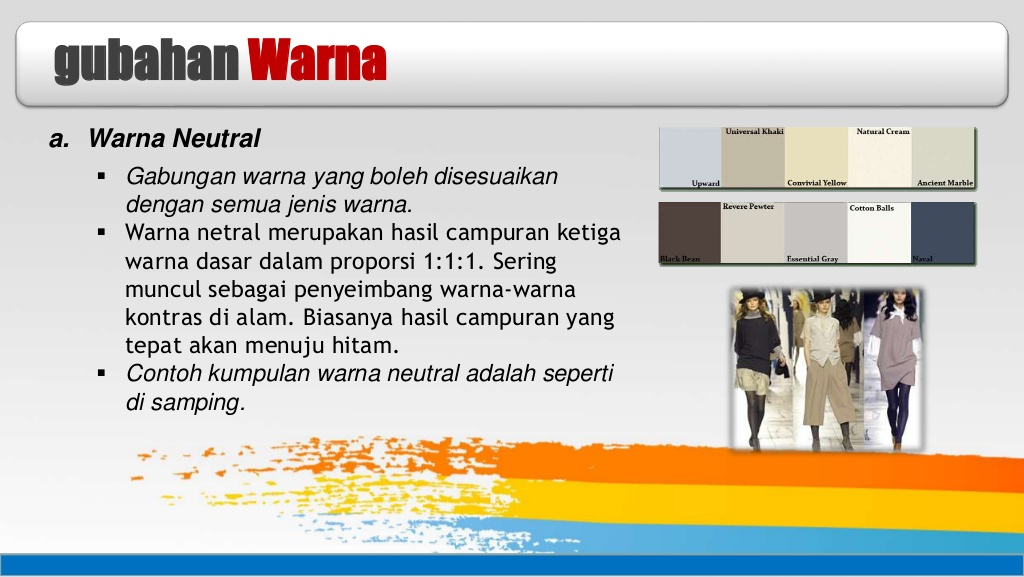 gubahan Warna
a. Warna Neutral
▪ Gabungan warna yang boleh disesuaikan
dengan semua jenis warna.
▪ Warna netral merupakan hasil campuran ketiga
warna dasar dalam proporsi 1:1:1. Sering
muncul sebagai penyeimbang warna-warna
kontras di alam. Biasanya hasil campuran yang
tepat akan menuju hitam.
▪ Contoh kumpulan warna neutral adalah seperti
di samping.
Universal Khaki
Natural Cream
Upward
Convivial Yellow
Ancient Marble
Revere Pewter
Cotton Balls
Black Bean
Essential Gray
Naval